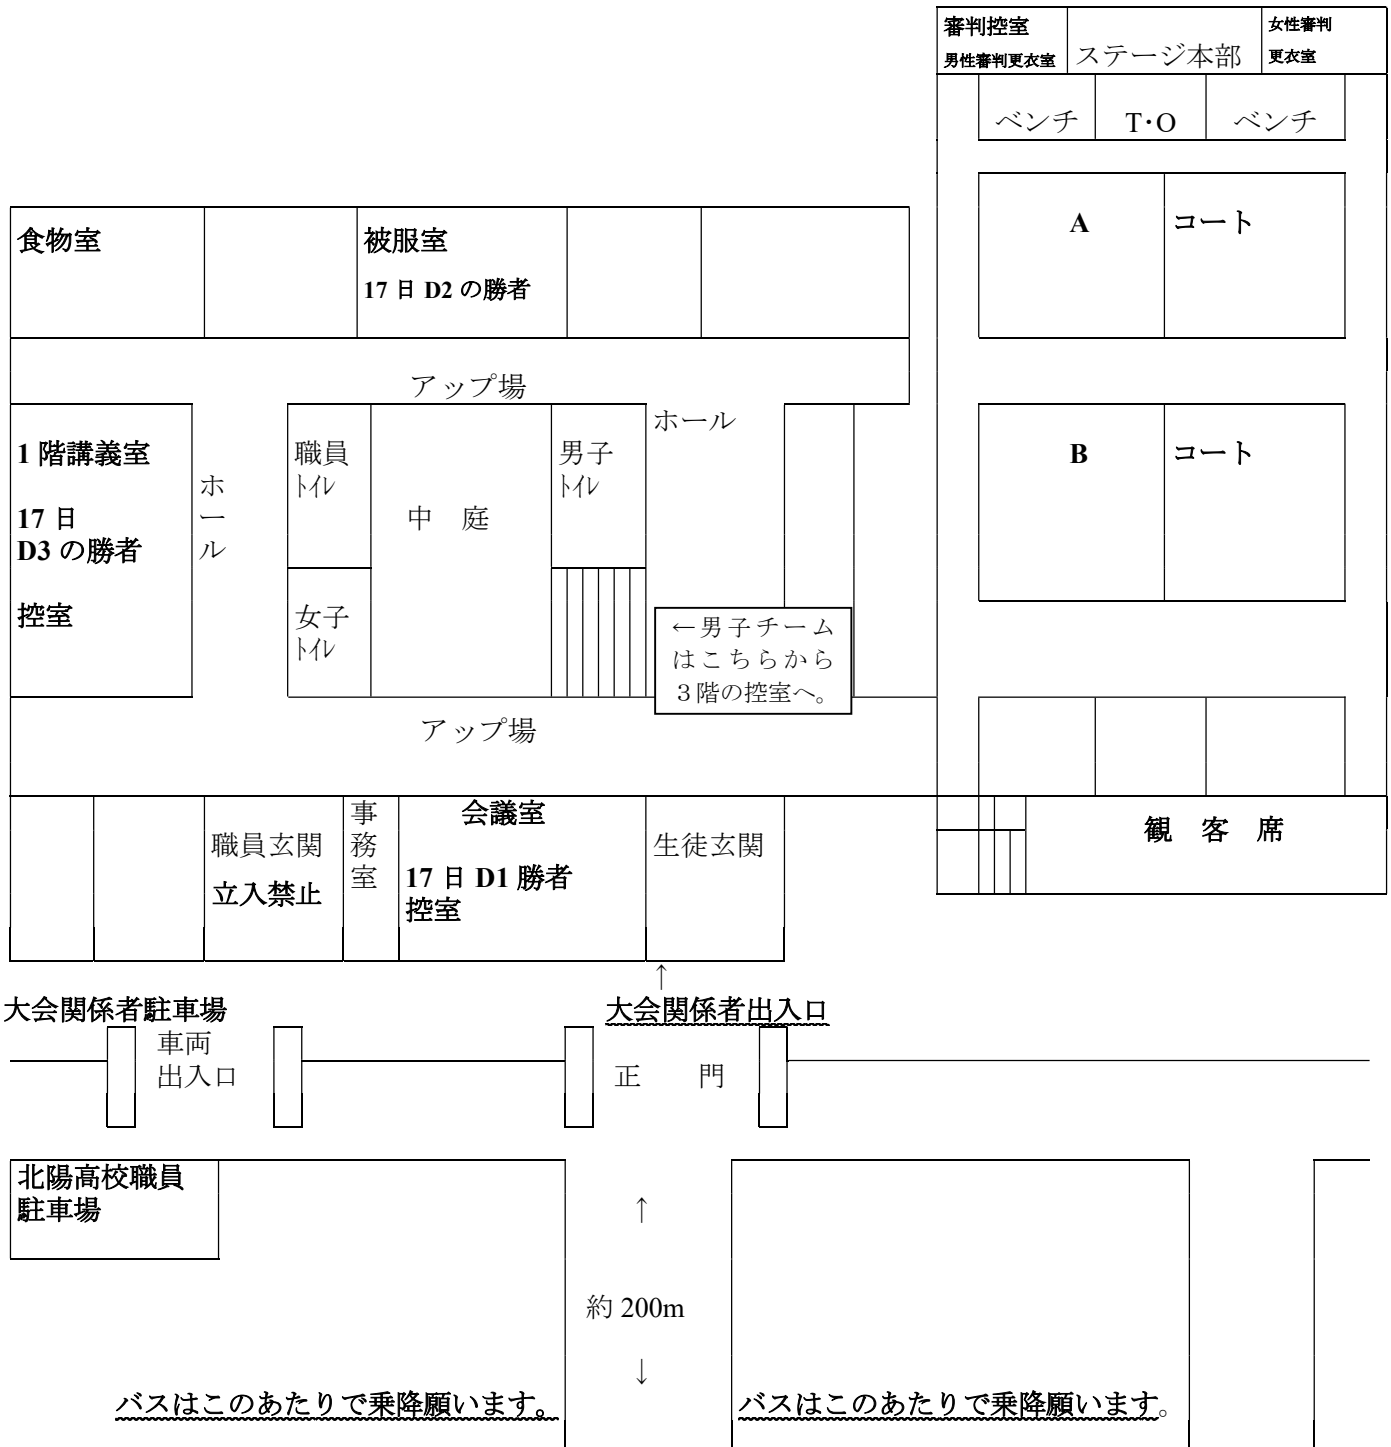 審判控室
男性審判更衣室
ステージ本部
女性審判
更衣室
ベンチ
T・O
ベンチ
A
コート
食物室
被服室
17 日 D2 の勝者
アップ場
ホール
1 階講義室
17 日
D3 の勝者
控室
ホール
職員
トイレ
中 庭
男子
トイレ
B
コート
女子
トイレ
←男子チーム
はこちらから
３階の控室へ。
アップ場
職員玄関
立入禁止
事務室
会議室
17 日 D1 勝者
控室
生徒玄関
観 客 席
↑
大会関係者駐車場
大会関係者出入口
車両
出入口
正 門
北陽高校職員
駐車場
↑
約 200m
↓
バスはこのあたりで乗降願います。
バスはこのあたりで乗降願います。